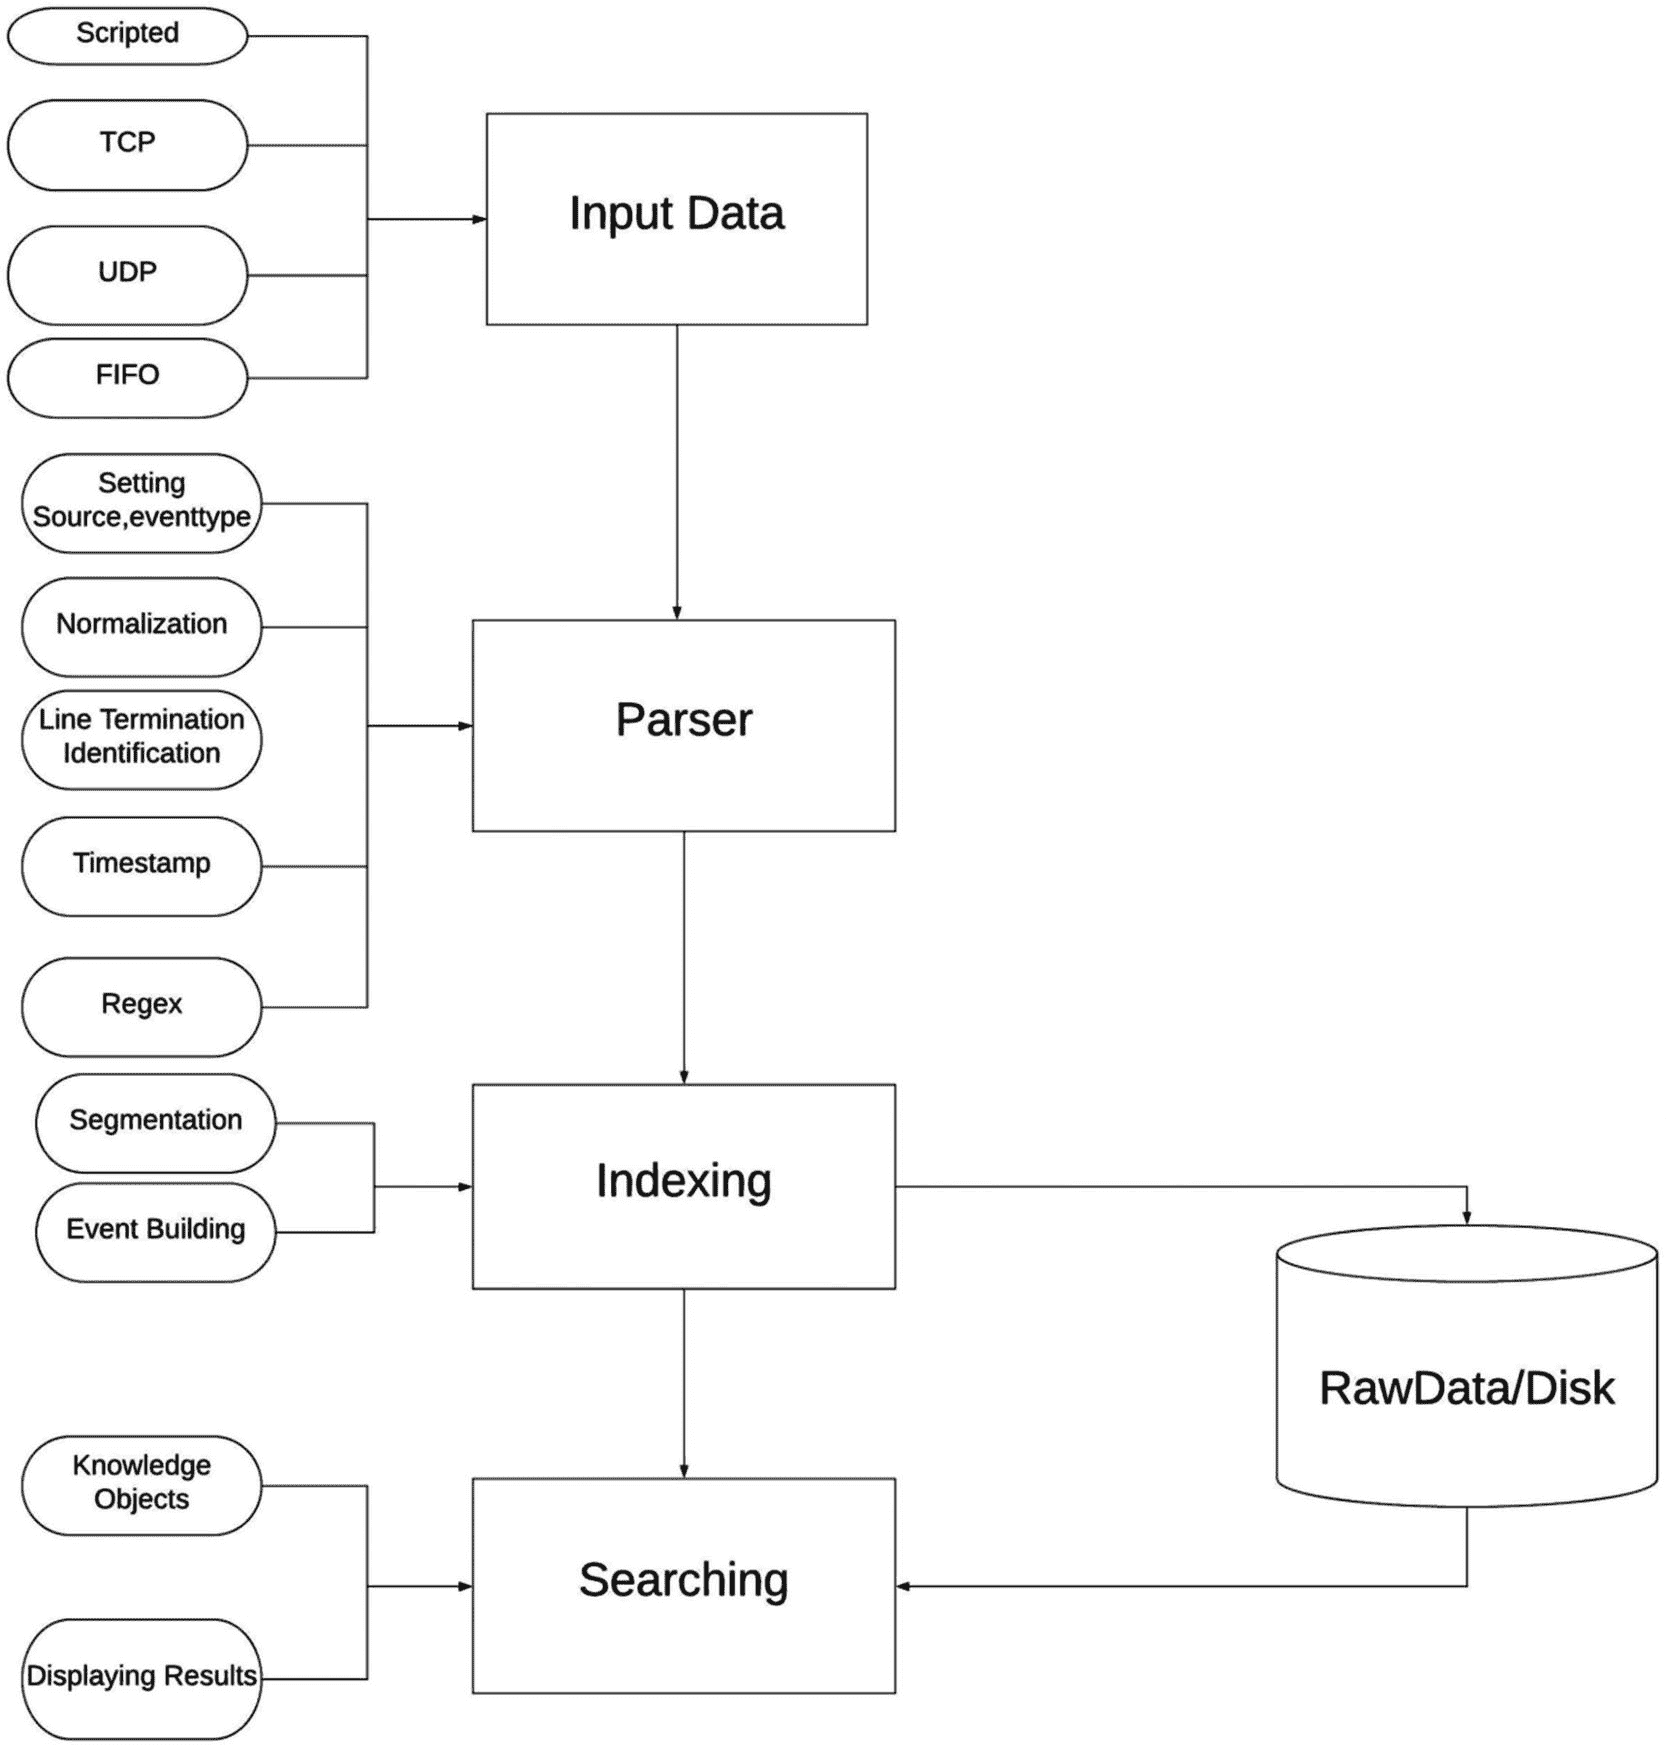 Scripted
TCP
Input Data
UDP
FIFO
Setting
Source,eventtype
Normalization
Line Termination
Identification
Parser
Timestamp
Regex
Segmentation
Indexing
Event Building
RawData/Disk
Knowledge
Objects
Searching
Displaying Results